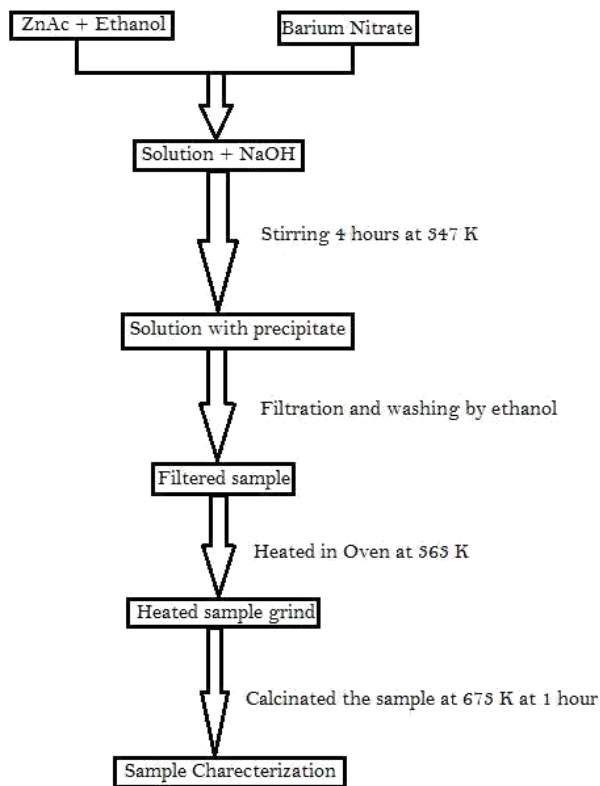 ZnAc + Ethanol
Barium Nitrate
Solution + NaOH
Stirring 4 hours at 347 K
Solution with precipitate
Filtration and washing by ethanol
Filtered sample
Heated in Oven at 363 K
Heated sample grind
Calcinated the sample at 673 K at 1 hour
Sample Charecterization